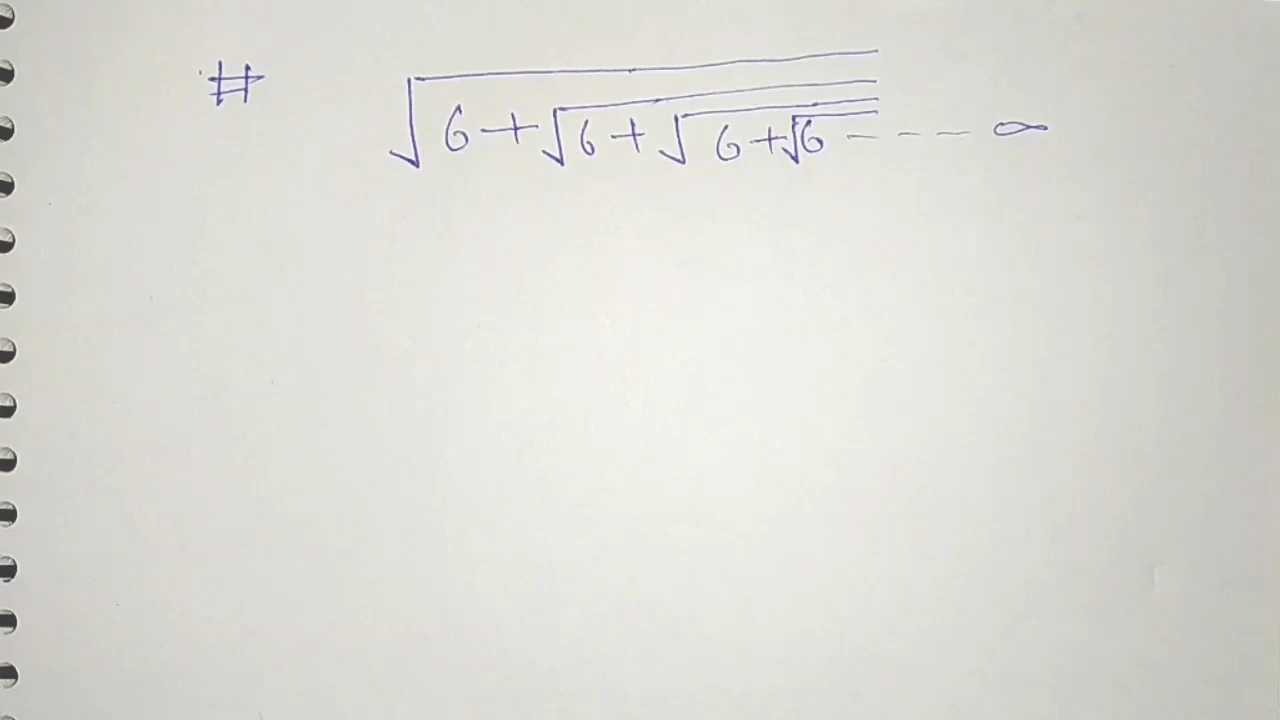 # √(6+√(6+√(6+√6 - - - - ∞